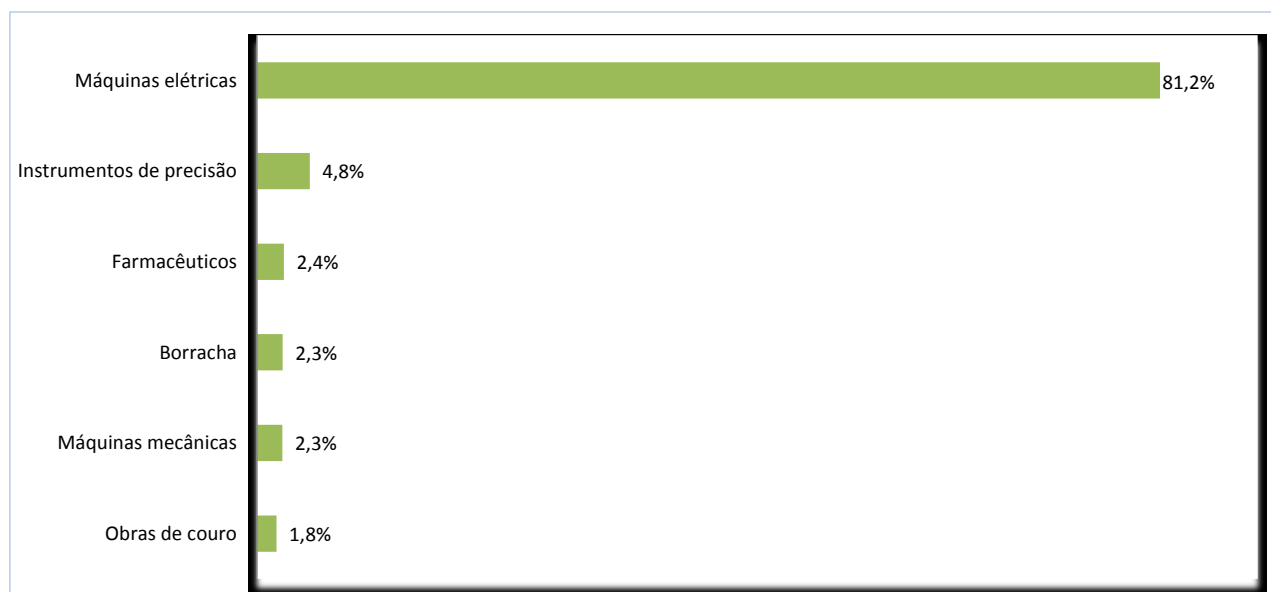 Máquinas elétricas
81,2%
Instrumentos de precisão
4,8%
Farmacêuticos
2,4%
Borracha
2,3%
Máquinas mecânicas
2,3%
Obras de couro
1,8%